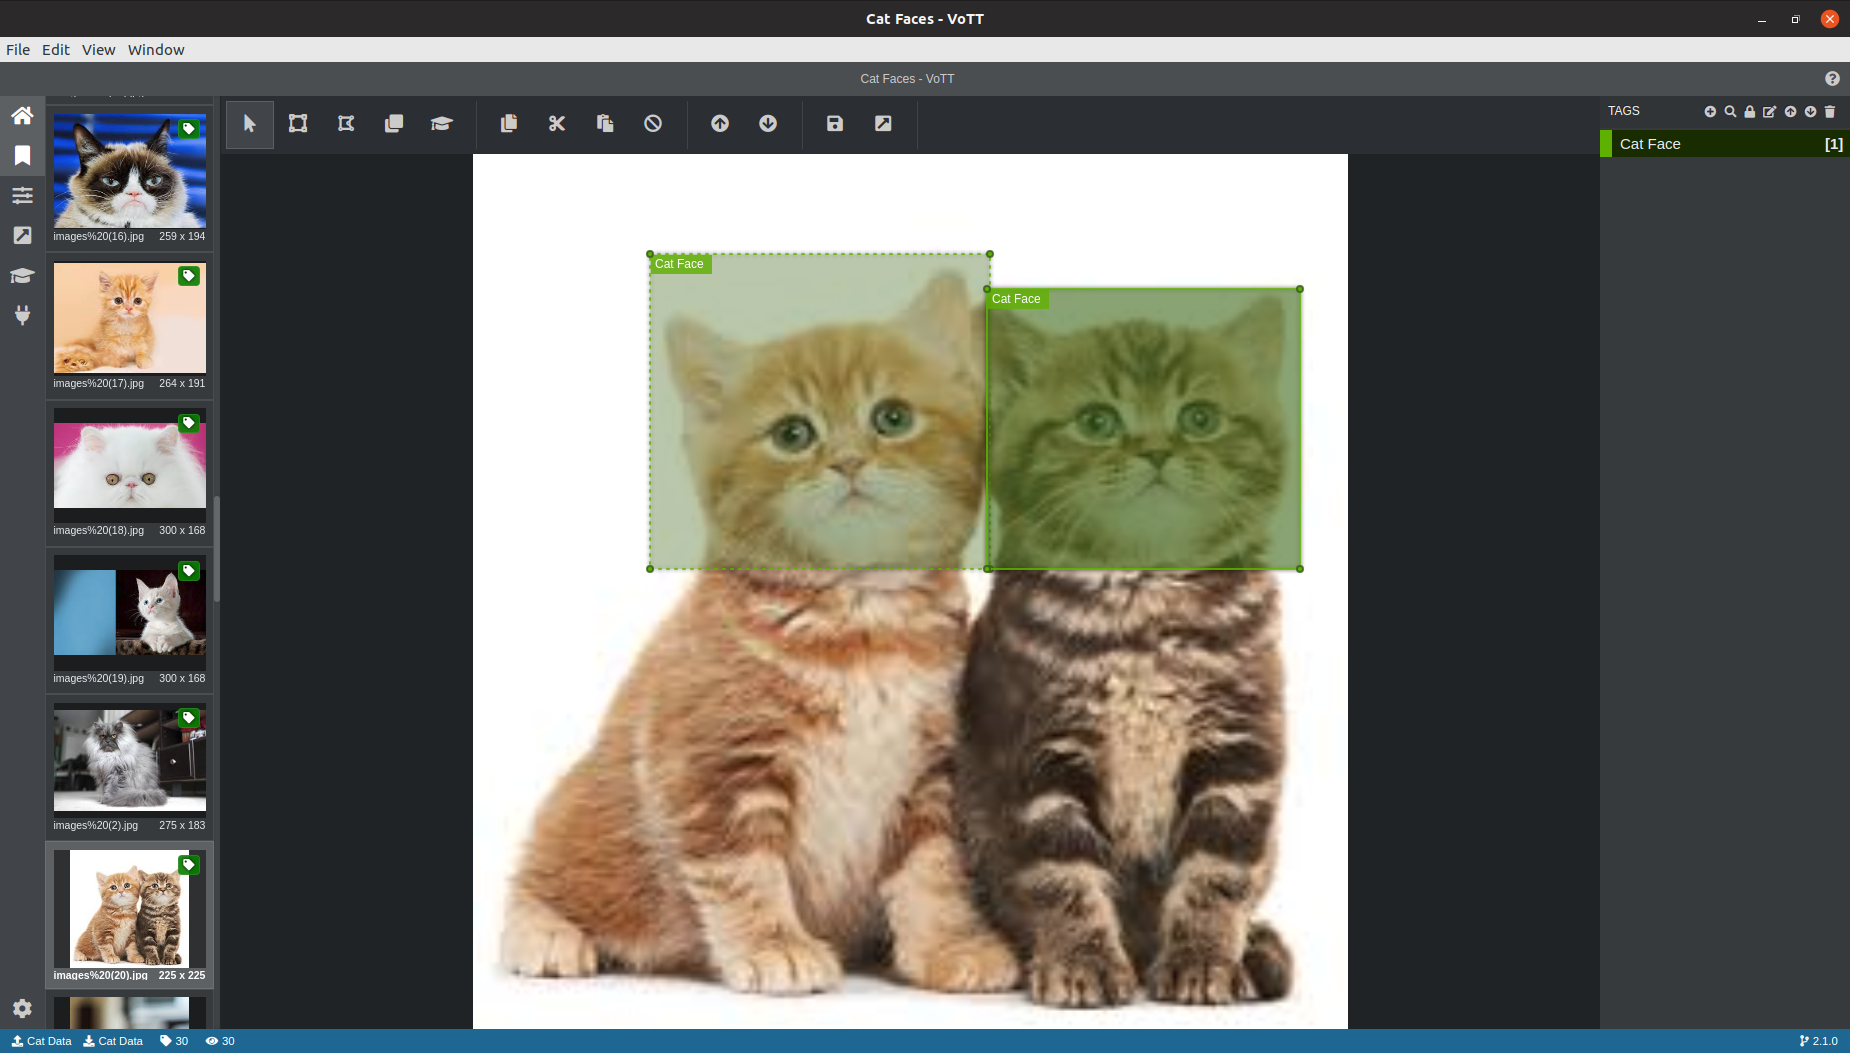 Cat Faces - VoTT
File Edit View Window
Cat Faces - VoTT
TAGS
Cat Face [1]
images%20(16).jpg 259 x 194
images%20(17).jpg 264 x 191
images%20(18).jpg 300 x 168
images%20(19).jpg 300 x 168
images%20(2).jpg 275 x 183
images%20(20).jpg 225 x 225
Cat Face
Cat Face
Cat Data Cat Data 30 30 2.1.0